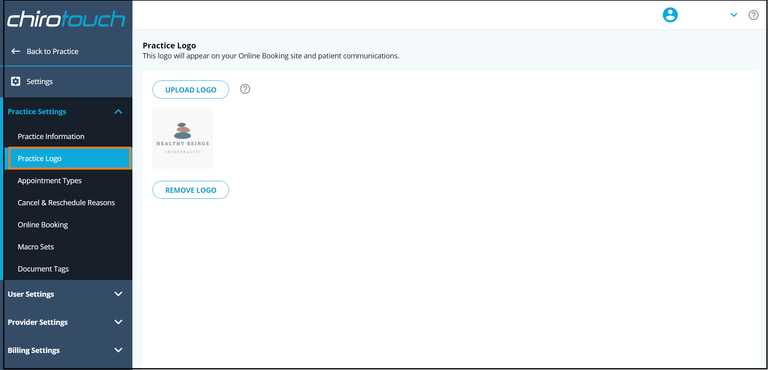 chirotouch
Back to Practice
Settings
Practice Settings
Practice Information
Practice Logo
Appointment Types
Cancel & Reschedule Reasons
Online Booking
Macro Sets
Document Tags
User Settings
Provider Settings
Billing Settings
?
Practice Logo
This logo will appear on your Online Booking site and patient communications.
UPLOAD LOGO ?
HEALTHY BEINGS
CHIROPRACTIC
REMOVE LOGO